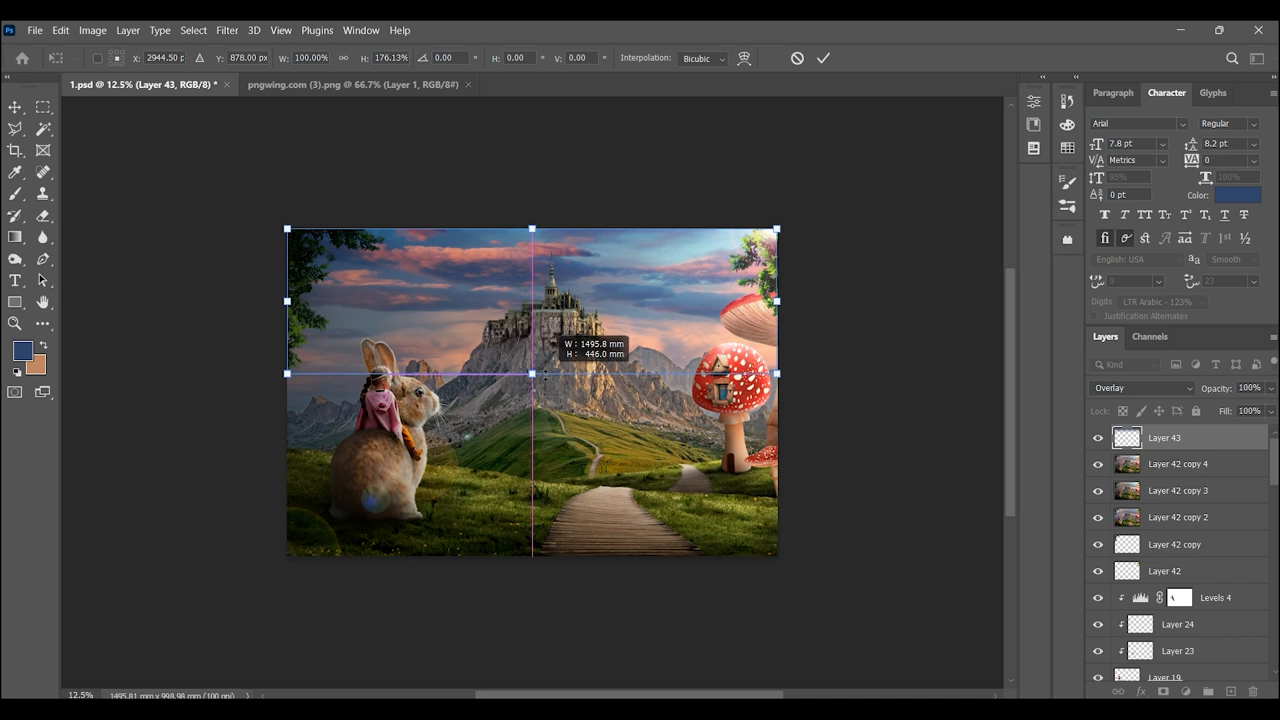 Ps File Edit Image Layer Type Select Filter 3D View Plugins Window Help
X: 2944.50 p Y: 878.00 px W: 100.00% H: 176.13% 0.00 ° H: 0.00 ° V: 0.00 ° Interpolation: Bicubic
1.psd @ 12.5% (Layer 43, RGB/8) * × pngwing.com (3).png @ 66.7% (Layer 1, RGB/8#) ×
Paragraph Character Glyphs
Arial Regular
7.8 pt 8.2 pt
Metrics 0
95% 100%
0 pt Color:
English: USA Smooth
0 23
Digits LTR Arabic - 123%
Justification Alternates
Layers Channels
Kind
Overlay Opacity: 100%
Lock: Fill: 100%
Layer 43
Layer 42 copy 4
Layer 42 copy 3
Layer 42 copy 2
Layer 42 copy
Layer 42
Levels 4
Layer 24
Layer 23
Layer 19
W: 1495.8 mm
H: 446.0 mm
12.5% 1495.81 mm x 998.98 mm (100 ppi)